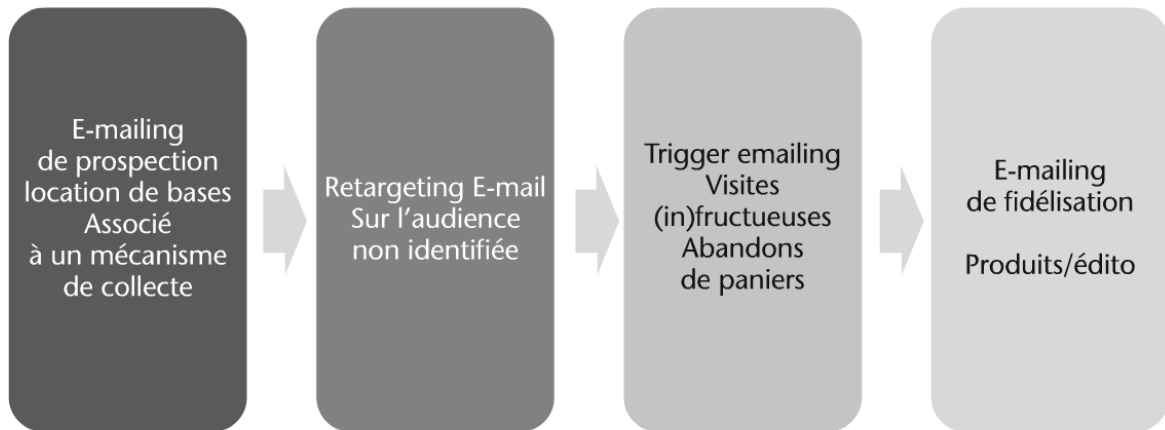 E-mailing
de prospection
location de bases
Associé
à un mécanisme
de collecte
Retargeting E-mail
Sur l’audience
non identifiée
Trigger emailing
Visites
(in)fructueuses
Abandons
de paniers
E-mailing
de fidélisation
Produits/édito